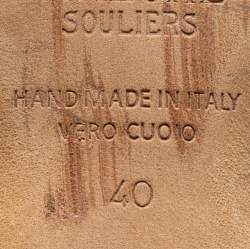 SOULIERS
HAND MADE IN ITALY
VERO CUOIO
40